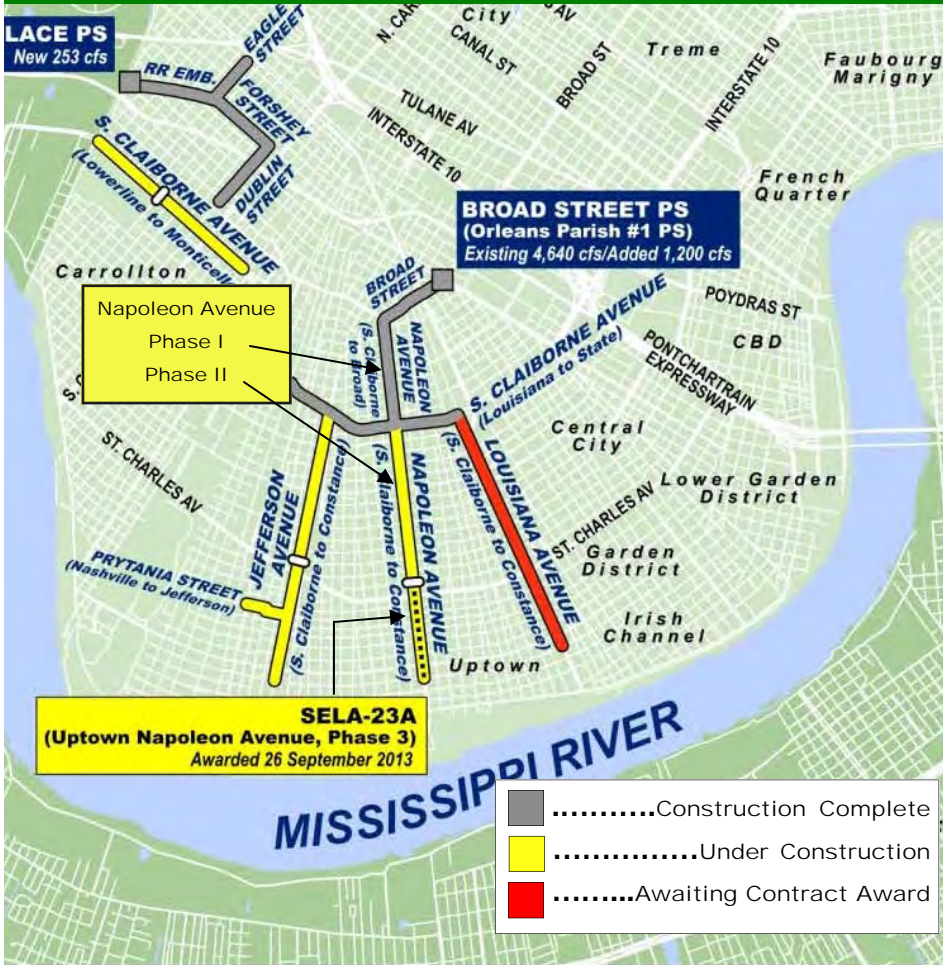 LACE PS
New 253 cfs
RR EMB.
EAGLE
STREET
FORSHEY
STREET
DUBLIN
STREET
S. CLAIBORNE AVENUE
(Lowerline to Monticello
N. CAR
City
CANAL ST
S AV
BROAD ST
Treme
INTERSTATE 10
Faubourg
Marigny
TULANE AV
INTERSTATE 10
French
Quarter
BROAD STREET PS
(Orleans Parish #1 PS)
Existing 4,640 cfs/Added 1,200 cfs
Carrollton
BROAD
STREET
POYDRAS ST
CBD
PONTCHARTRAIN
EXPRESSWAY
Napoleon Avenue
Phase I
Phase II
NAPOLEON
AVENUE
(S. Claiborne
to Broad)
S. CLAIBORNE AVENUE
(Louisiana to State)
S.
ST. CHARLES AV
Central
City
Lower Garden
District
ST. CHARLES AV
Garden
District
Irish
Channel
JEFFERSON
AVENUE
(S. Claiborne to Constance)
NAPOLEON AVENUE
(S. Claiborne to Constance)
LOUISIANA AVENUE
(S. Claiborne to Constance)
PRYTANIA STREET
(Nashville to Jefferson)
Uptown
SELA-23A
(Uptown Napoleon Avenue, Phase 3)
Awarded 26 September 2013
MISSISSIPPI RIVER
...........Construction Complete
...............Under Construction
.........Awaiting Contract Award